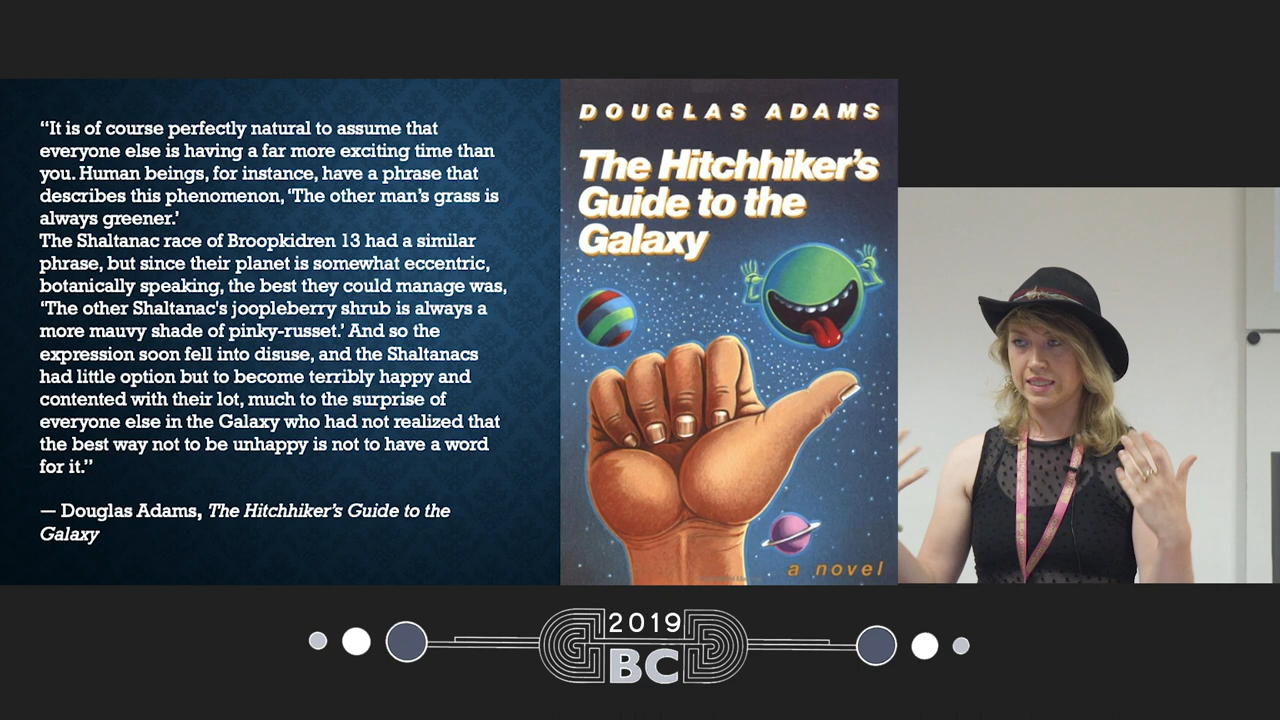 “It is of course perfectly natural to assume that
everyone else is having a far more exciting time than
you. Human beings, for instance, have a phrase that
describes this phenomenon, ‘The other man’s grass is
always greener.’
The Shaltanac race of Broopkidren 13 had a similar
phrase, but since their planet is somewhat eccentric,
botanically speaking, the best they could manage was,
‘The other Shaltanac's joopleberry shrub is always a
more mauvy shade of pinky-russet.’ And so the
expression soon fell into disuse, and the Shaltanacs
had little option but to become terribly happy and
contented with their lot, much to the surprise of
everyone else in the Galaxy who had not realized that
the best way not to be unhappy is not to have a word
for it.”
— Douglas Adams, The Hitchhiker’s Guide to the
Galaxy
DOUGLAS ADAMS
The Hitchhiker’s
Guide to the
Galaxy
a novel
2019
BC